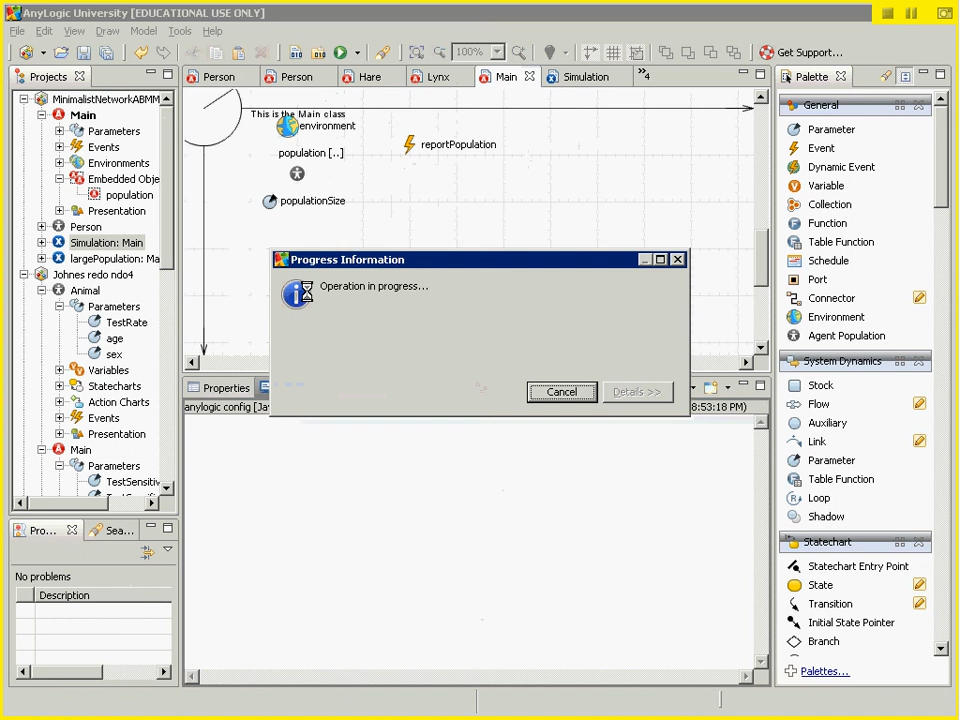 AnyLogic University [EDUCATIONAL USE ONLY]
File Edit View Draw Model Tools Help
100% Get Support...
Projects
Person Person Hare Lynx Main Simulation »4
Palette
MinimalistNetworkABMM
Main
Parameters
Events
Environments
Embedded Obje
population
Presentation
Person
Simulation: Main
largePopulation: Ma
Johnes redo ndo4
Animal
Parameters
TestRate
age
sex
Variables
Statecharts
Action Charts
Events
Presentation
Main
Parameters
TestSensitiv
This is the Main class
environment
population [..]
reportPopulation
populationSize
Progress Information
Operation in progress...
Cancel Details >>
Properties
anylogic config [Ja
8:53:18 PM)
General
Parameter
Event
Dynamic Event
Variable
Collection
Function
Table Function
Schedule
Port
Connector
Environment
Agent Population
System Dynamics
Stock
Flow
Auxiliary
Link
Parameter
Table Function
Loop
Shadow
Statechart
Statechart Entry Point
State
Transition
Initial State Pointer
Branch
Palettes...
Pro... Sea...
No problems
Description